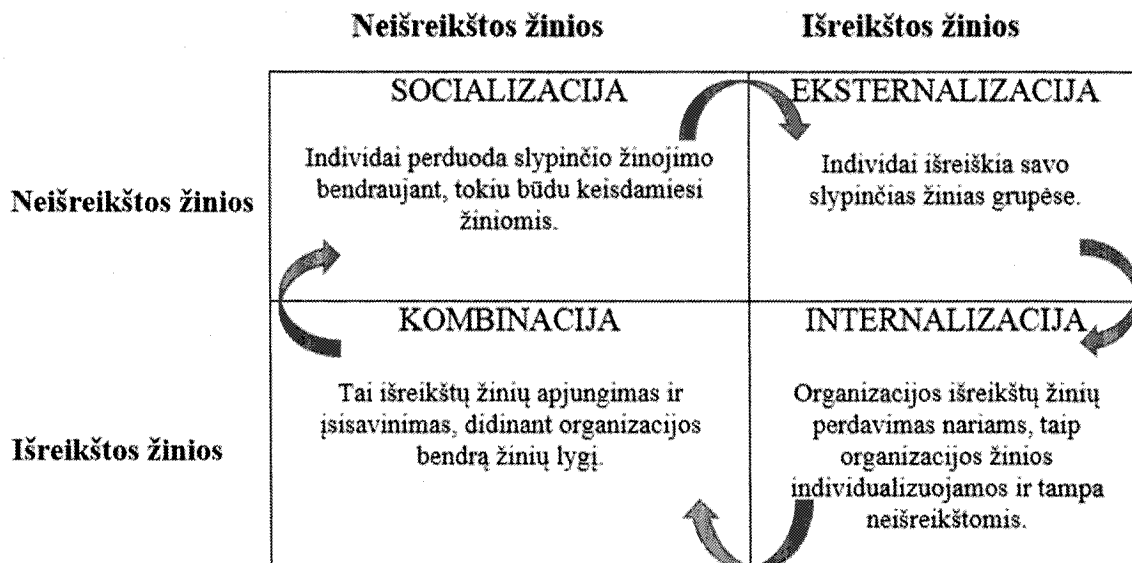 Neišreikštos žinios
Išreikštos žinios
SOCIALIZACIJA
EKSTERNALIZACIJA
Neišreikštos žinios
Individai perduoda slypinčio žinojimo
bendraujant, tokiu būdu keisdamiesi
žiniomis.
Individai išreiškia savo
slypinčias žinias grupėse.
KOMBINACIJA
INTERNALIZACIJA
Išreikštos žinios
Tai išreikštų žinių apjungimas ir
įsisavinimas, didinant organizacijos
bendrą žinių lygį.
Organizacijos išreikštų žinių
perdavimas nariams, taip
organizacijos žinios
individualizuojamos ir tampa
neišreikštomis.